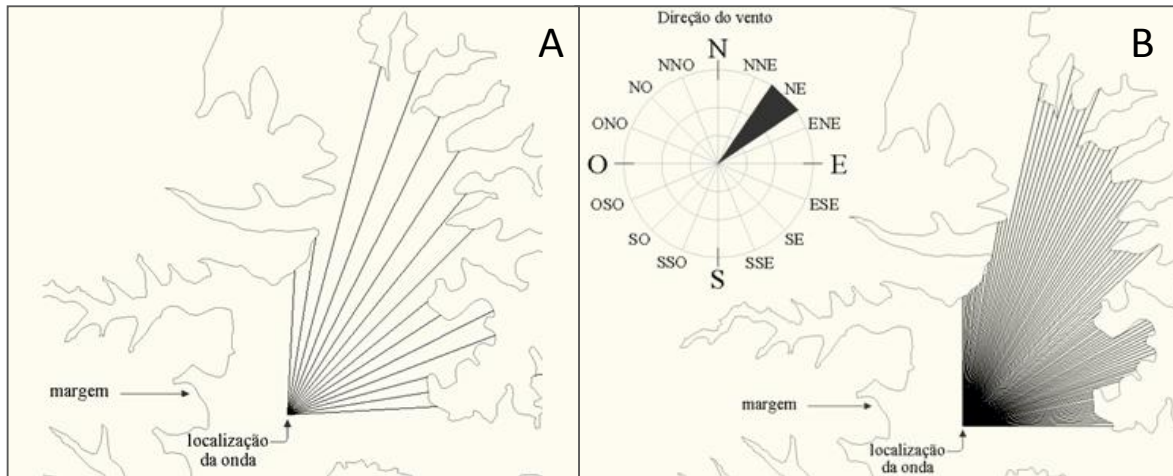 A
margem
localização
da onda
Direção do vento
B
N
NNO
NNE
NO
NE
ONO
ENE
O
E
OSO
ESE
SO
SE
SSO
SSE
S
margem
localização
da onda